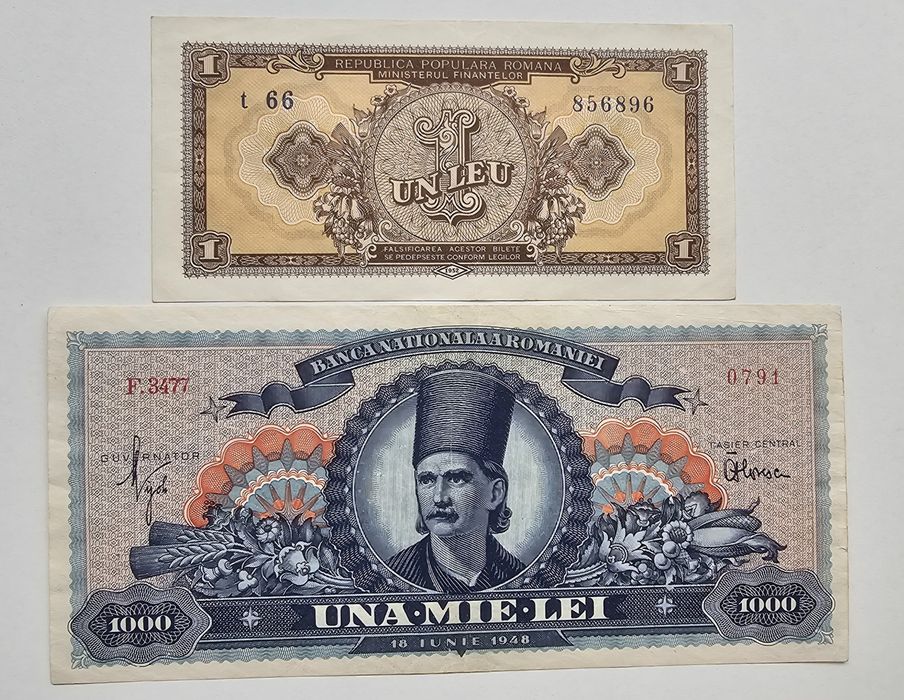 1 REPUBLICA POPULARA ROMANA 1
MINISTERUL FINANTELOR
t 66 856896
1
UN LEU
1 FALSIFICAREA ACESTOR BILETE 1
SE PEDEPSESTE CONFORM LEGILOR
1952
BANCA NATIONALA A ROMANIEI
F.3477 0791
GUVERNATOR CASIER CENTRAL
1000 UNA·MIE·LEI 1000
18 IUNIE 1948